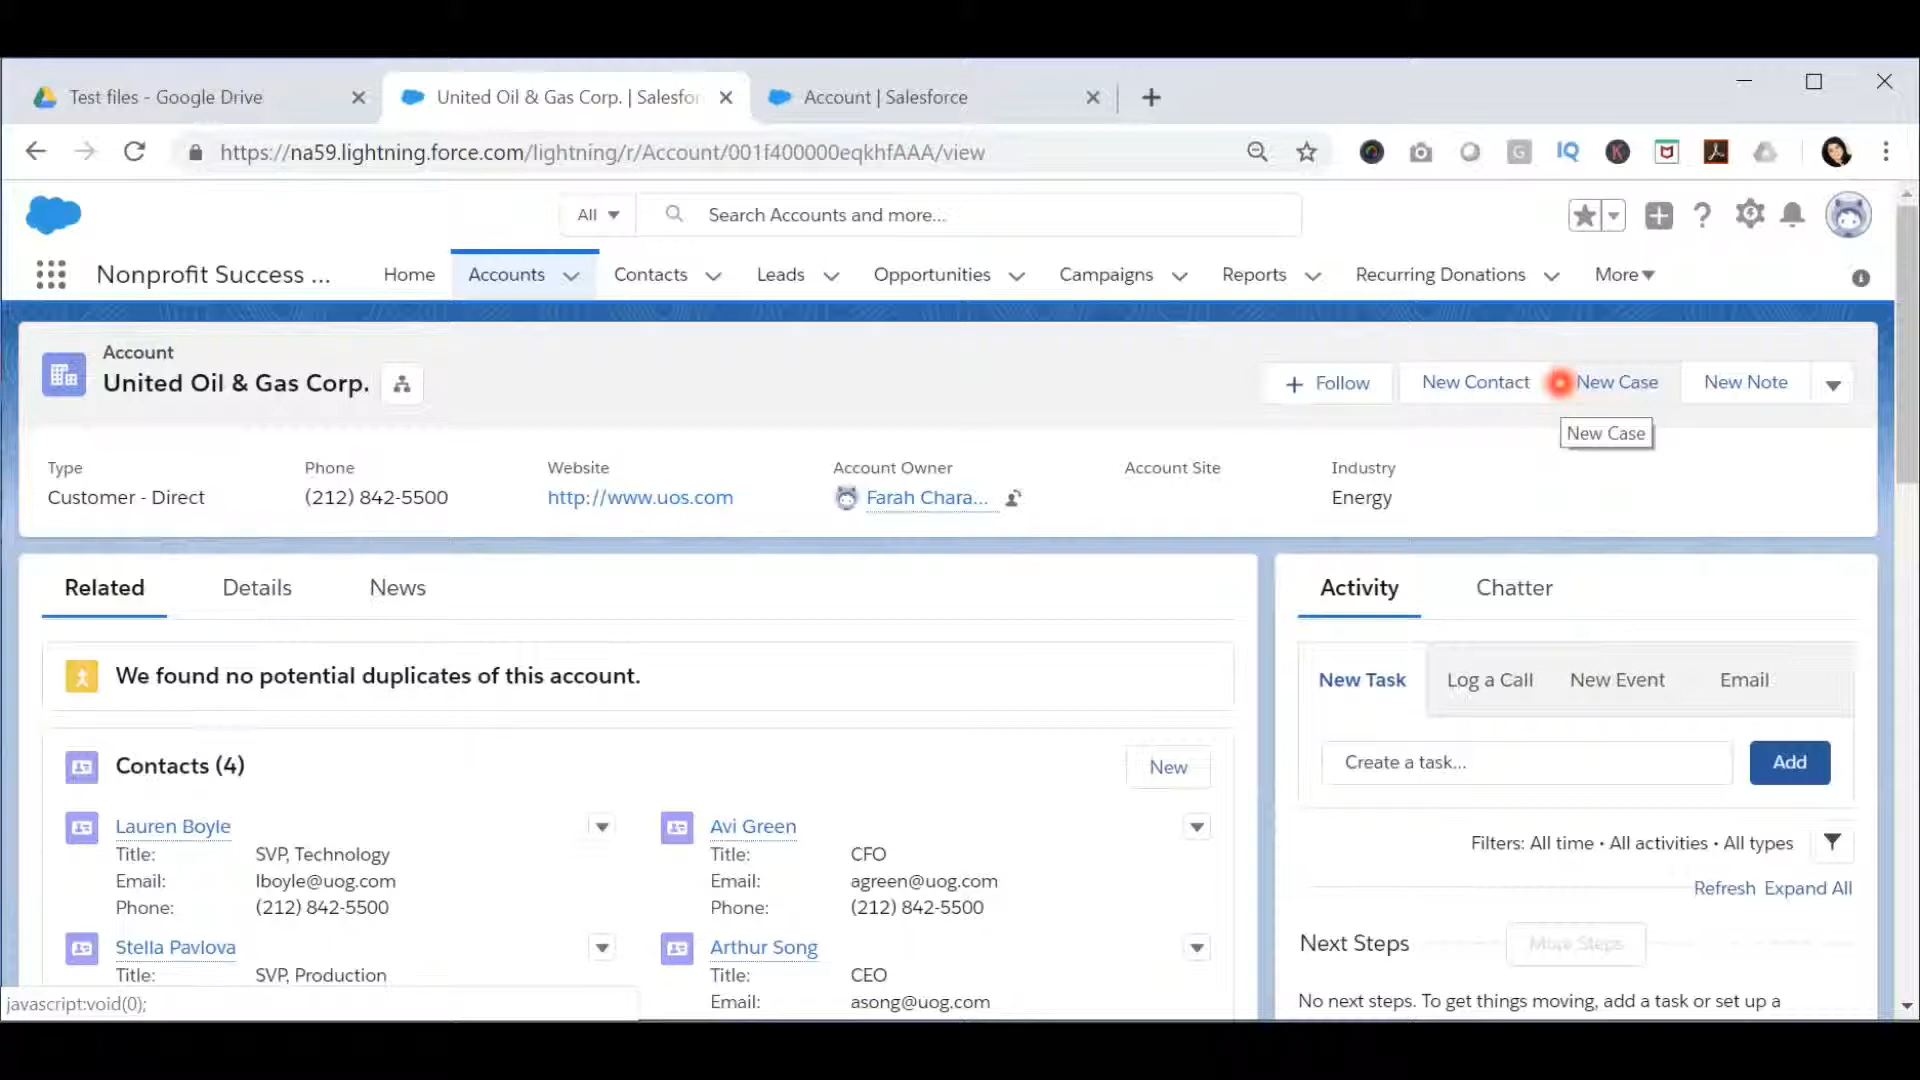 Test files - Google Drive
United Oil & Gas Corp. | Salesfor
Account | Salesforce
https://na59.lightning.force.com/lightning/r/Account/001f400000eqkhfAAA/view
All
Search Accounts and more...
Nonprofit Success ...
Home
Accounts
Contacts
Leads
Opportunities
Campaigns
Reports
Recurring Donations
More
Account
United Oil & Gas Corp.
Follow
New Contact
New Case
New Note
New Case
Type
Phone
Website
Account Owner
Account Site
Industry
Customer - Direct
(212) 842-5500
http://www.uos.com
Farah Chara...
Energy
Related
Details
News
We found no potential duplicates of this account.
Contacts (4)
New
Lauren Boyle
Title: SVP, Technology
Email: lboyle@uog.com
Phone: (212) 842-5500
Avi Green
Title: CFO
Email: agreen@uog.com
Phone: (212) 842-5500
Stella Pavlova
Title: SVP, Production
Arthur Song
Title: CEO
Email: asong@uog.com
javascript:void(0);
Activity
Chatter
New Task
Log a Call
New Event
Email
Create a task...
Add
Filters: All time • All activities • All types
Refresh Expand All
Next Steps
More Steps
No next steps. To get things moving, add a task or set up a